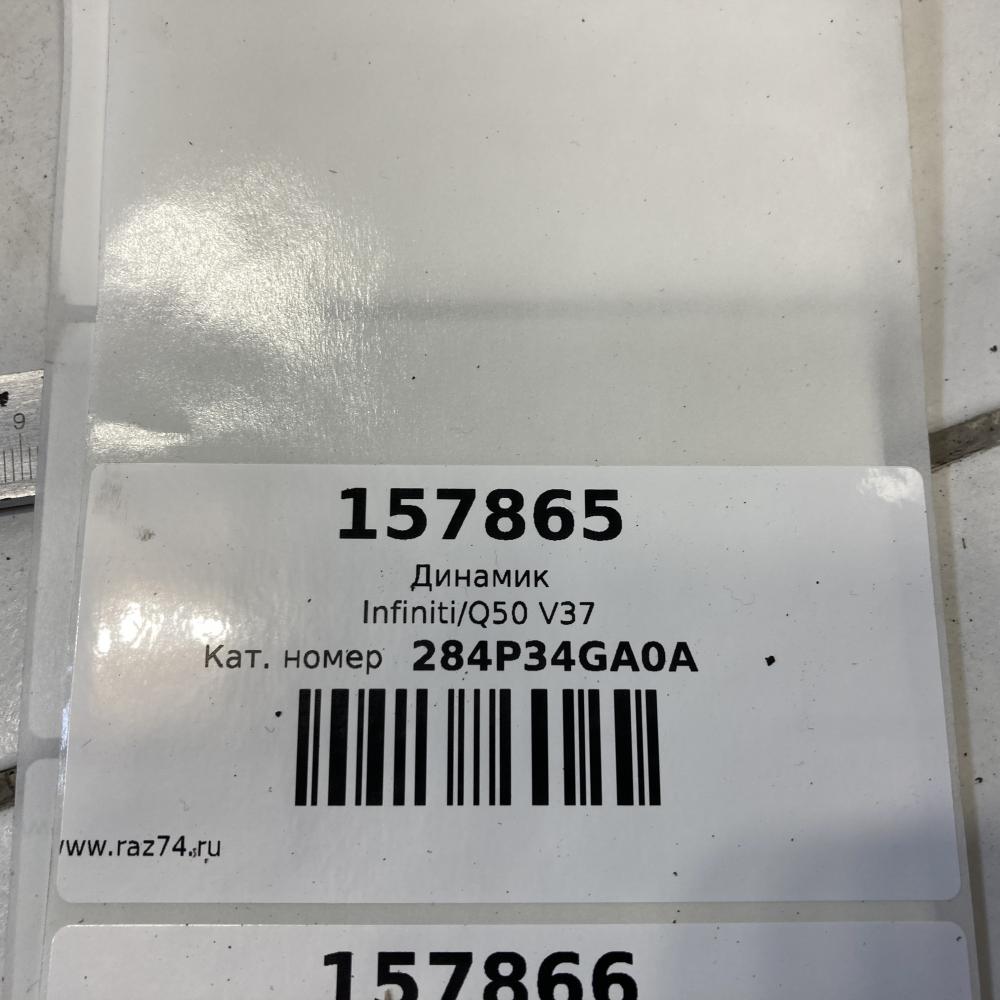 9
157865
Динамик
Infiniti/Q50 V37
Кат. номер 284P34GA0A
www.raz74.ru
157866